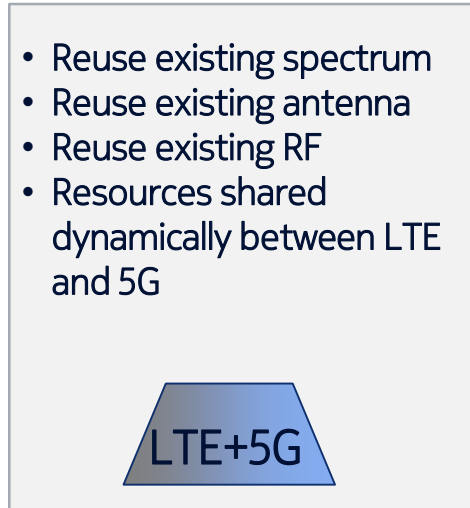 • Reuse existing spectrum
• Reuse existing antenna
• Reuse existing RF
• Resources shared
dynamically between LTE
and 5G
LTE+5G